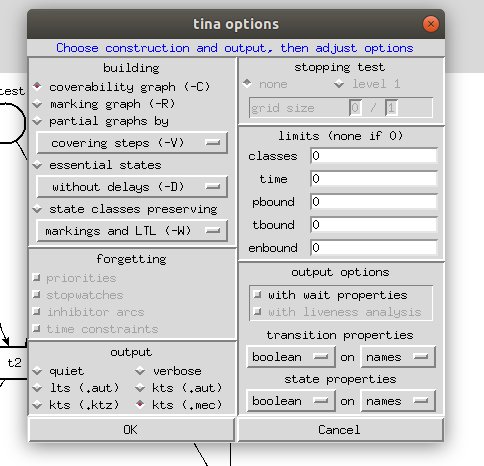 tina options
Choose construction and output, then adjust options
building
coverability graph (-C)
marking graph (-R)
partial graphs by
covering steps (-V)
essential states
without delays (-D)
state classes preserving
markings and LTL (-W)
forgetting
priorities
stopwatches
inhibitor arcs
time constraints
output
quiet verbose
lts (.aut) kts (.aut)
kts (.ktz) kts (.mec)
OK
stopping test
none level 1
grid size 0 / 1
limits (none if 0)
classes 0
time 0
pbound 0
tbound 0
enbound 0
output options
with wait properties
with liveness analysis
transition properties
boolean on names
state properties
boolean on names
Cancel
test
t2